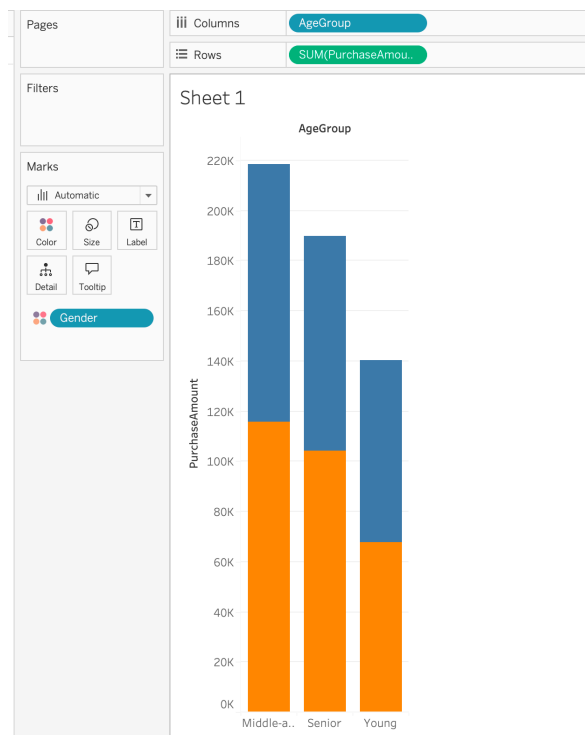 Pages
Columns
AgeGroup
Rows
SUM(PurchaseAmou..
Filters
Marks
Automatic
Color
Size
Label
Detail
Tooltip
Gender
Sheet 1
AgeGroup
PurchaseAmount
220K
200K
180K
160K
140K
120K
100K
80K
60K
40K
20K
0K
Middle-a.. Senior Young